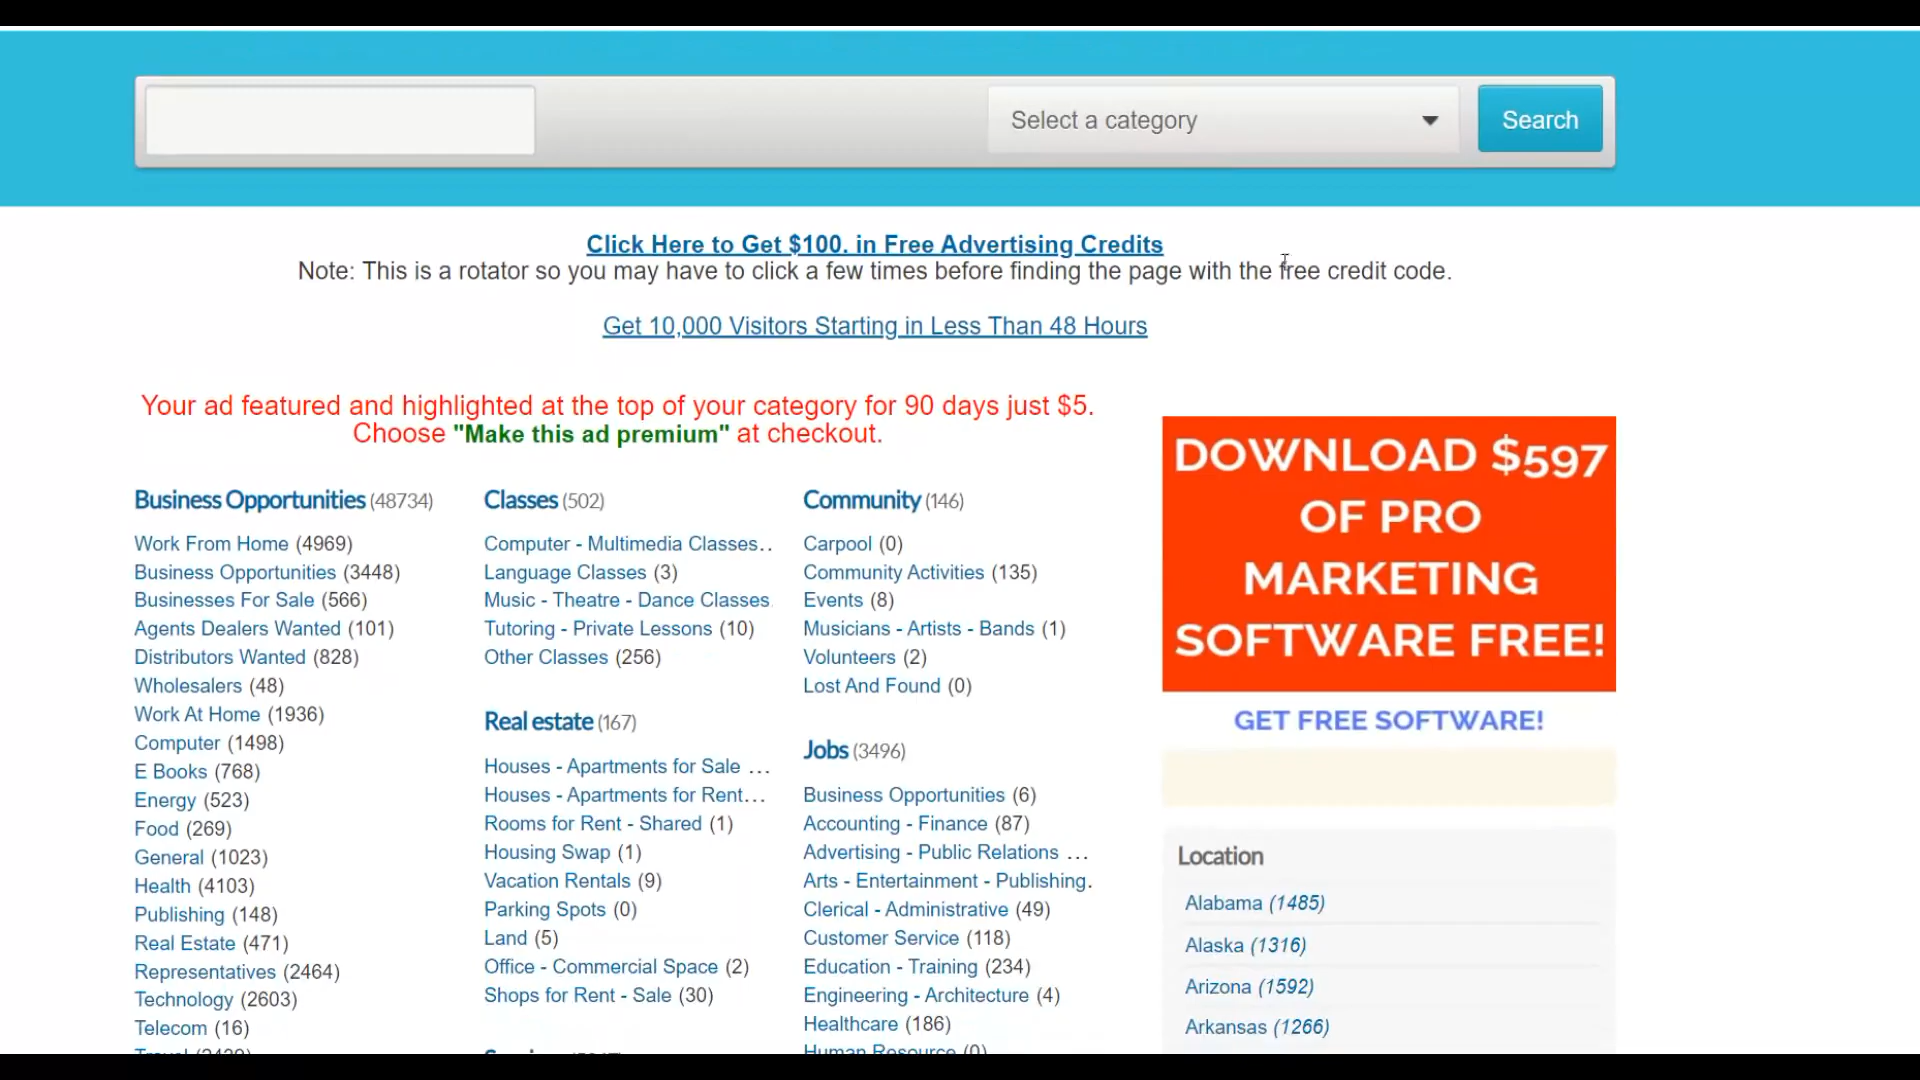 Select a category
Search
Click Here to Get $100. in Free Advertising Credits
Note: This is a rotator so you may have to click a few times before finding the page with the free credit code.
Get 10,000 Visitors Starting in Less Than 48 Hours
Your ad featured and highlighted at the top of your category for 90 days just $5.
Choose "Make this ad premium" at checkout.
Business Opportunities (48734)
Work From Home (4969)
Business Opportunities (3448)
Businesses For Sale (566)
Agents Dealers Wanted (101)
Distributors Wanted (828)
Wholesalers (48)
Work At Home (1936)
Computer (1498)
E Books (768)
Energy (523)
Food (269)
General (1023)
Health (4103)
Publishing (148)
Real Estate (471)
Representatives (2464)
Technology (2603)
Telecom (16)
Classes (502)
Computer - Multimedia Classes..
Language Classes (3)
Music - Theatre - Dance Classes
Tutoring - Private Lessons (10)
Other Classes (256)
Real estate (167)
Houses - Apartments for Sale ...
Houses - Apartments for Rent...
Rooms for Rent - Shared (1)
Housing Swap (1)
Vacation Rentals (9)
Parking Spots (0)
Land (5)
Office - Commercial Space (2)
Shops for Rent - Sale (30)
Community (146)
Carpool (0)
Community Activities (135)
Events (8)
Musicians - Artists - Bands (1)
Volunteers (2)
Lost And Found (0)
Jobs (3496)
Business Opportunities (6)
Accounting - Finance (87)
Advertising - Public Relations ...
Arts - Entertainment - Publishing.
Clerical - Administrative (49)
Customer Service (118)
Education - Training (234)
Engineering - Architecture (4)
Healthcare (186)
Human Resource (0)
DOWNLOAD $597
OF PRO
MARKETING
SOFTWARE FREE!
GET FREE SOFTWARE!
Location
Alabama (1485)
Alaska (1316)
Arizona (1592)
Arkansas (1266)